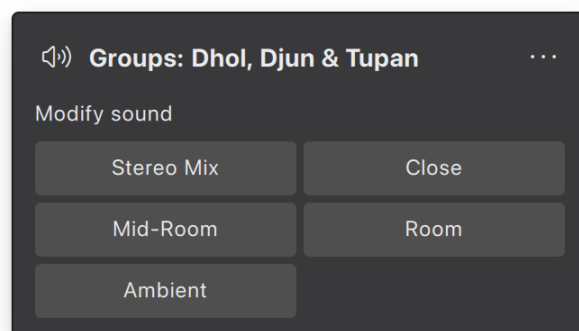 Groups: Dhol, Djun & Tupan
Modify sound
Stereo Mix
Close
Mid-Room
Room
Ambient